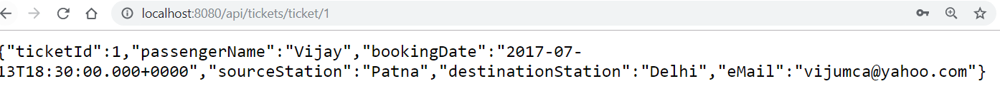 localhost:8080/api/tickets/ticket/1
{"ticketId":1,"passengerName":"Vijay","bookingDate":"2017-07-
13T18:30:00.000+0000","sourceStation":"Patna","destinationStation":"Delhi","eMail":"vijumca@yahoo.com"}